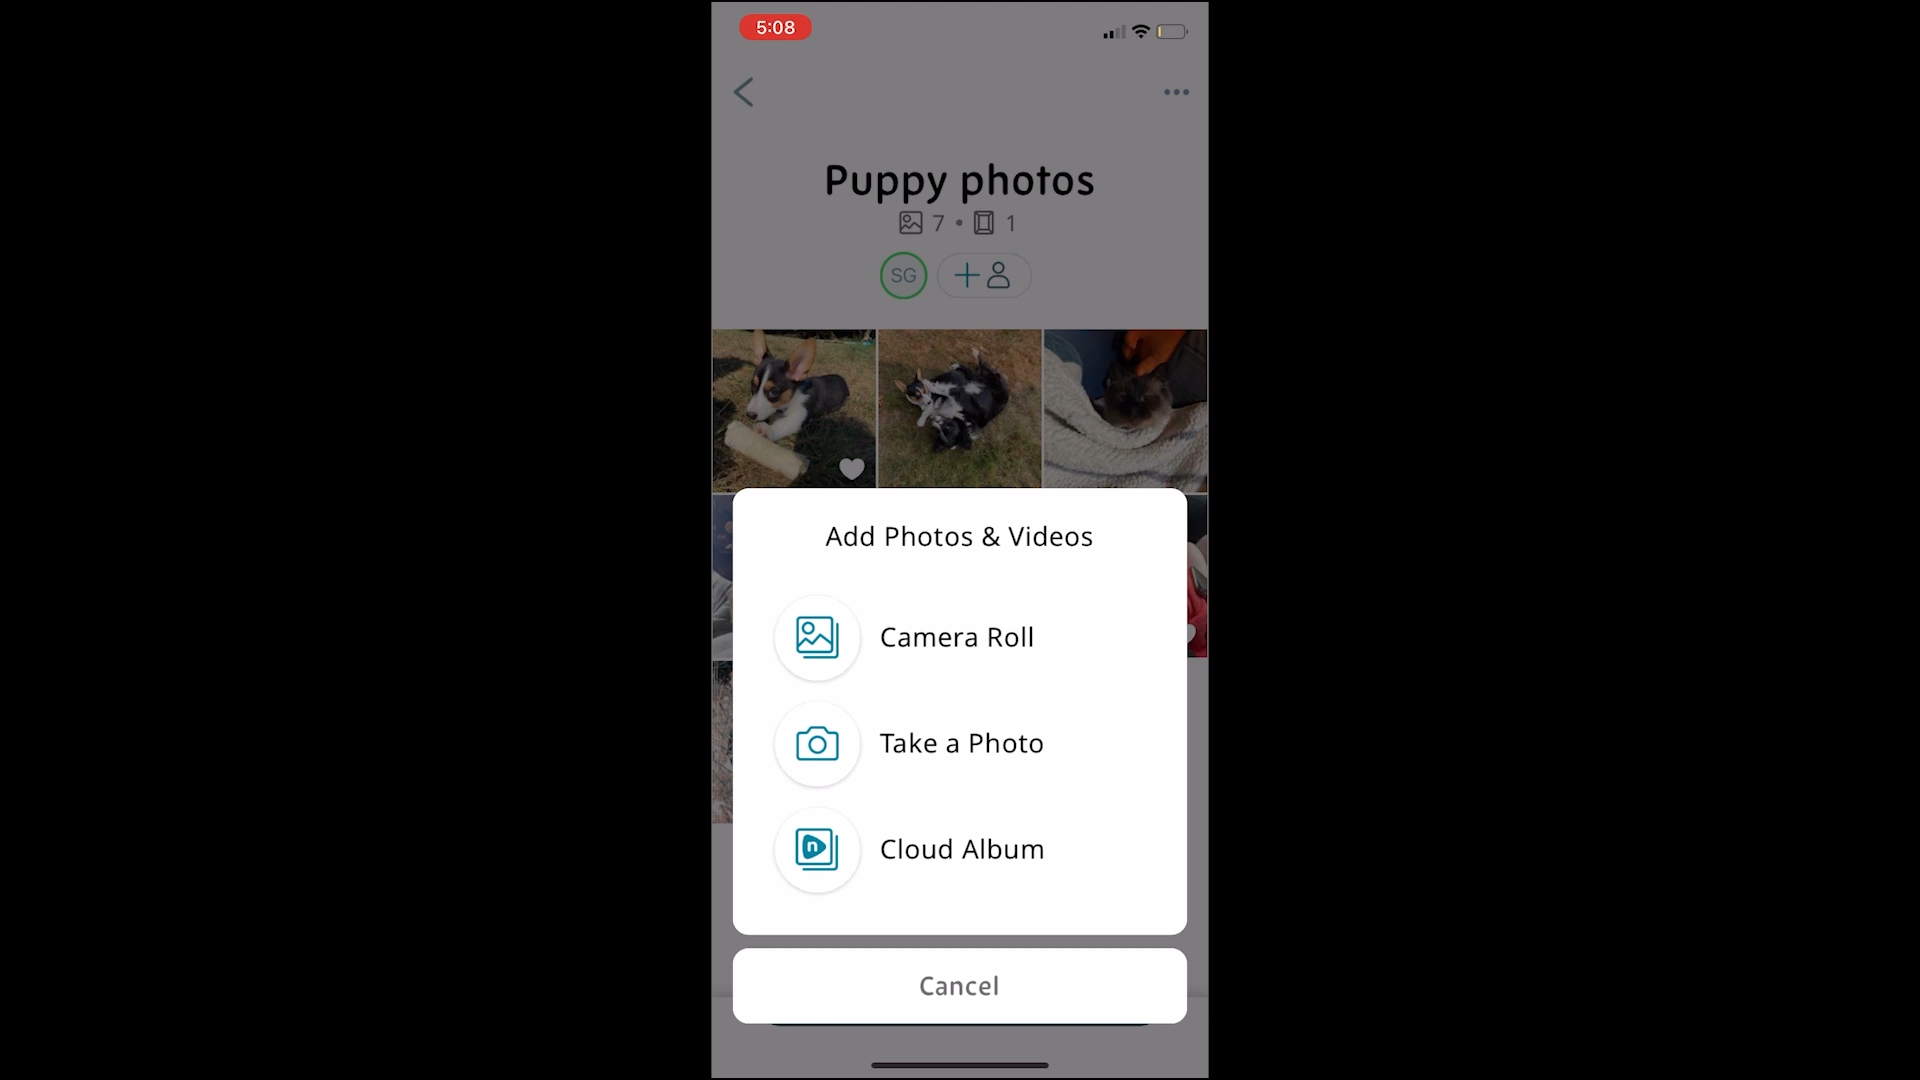 5:08
Puppy photos
7 • 1
SG
Add Photos & Videos
Camera Roll
Take a Photo
n
Cloud Album
Cancel